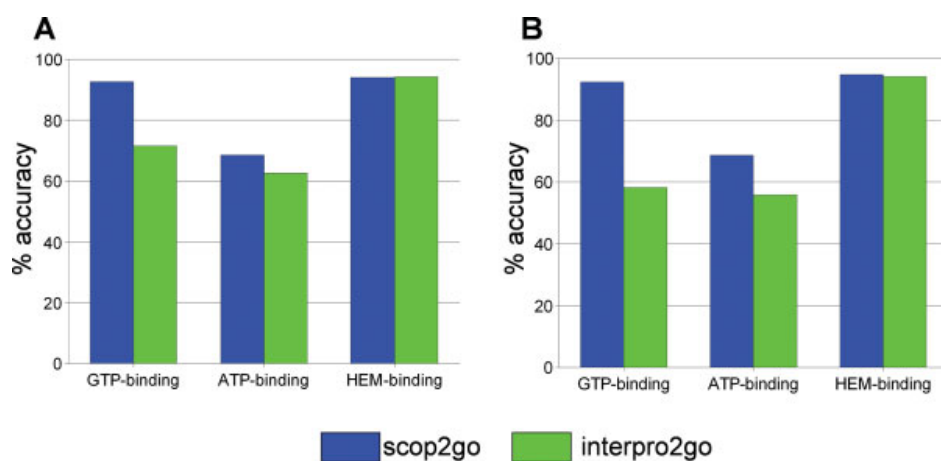 A
B
100
80
60
40
20
0
% accuracy
GTP-binding ATP-binding HEM-binding
100
80
60
40
20
0
% accuracy
GTP-binding ATP-binding HEM-binding
scop2go interpro2go